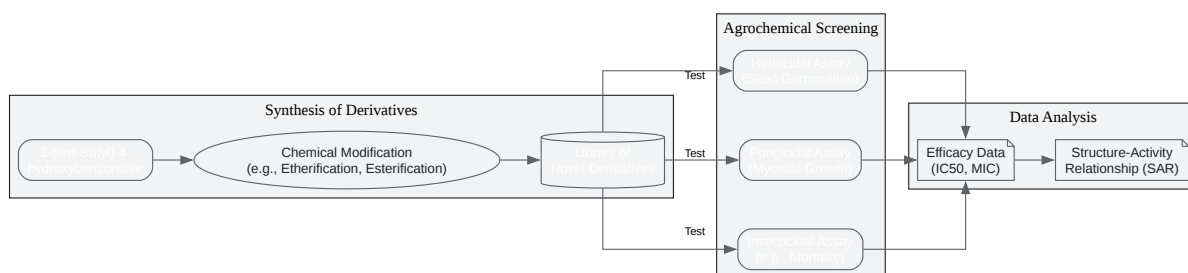 Synthesis of Derivatives
3-(tert-Butyl)-4-
hydroxybenzonitrile
Chemical Modification
(e.g., Etherification, Esterification)
Library of
Novel Derivatives
Test
Test
Test
Agrochemical Screening
Herbicidal Assay
(Seed Germination)
Fungicidal Assay
(Mycelial Growth)
Insecticidal Assay
(e.g., Mortality)
Data Analysis
Efficacy Data
(IC50, MIC)
Structure-Activity
Relationship (SAR)